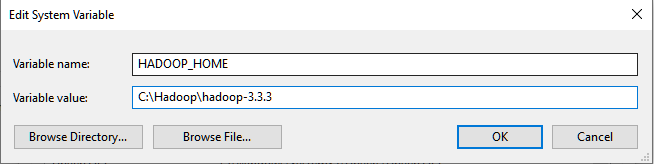 Edit System Variable
Variable name: HADOOP_HOME
Variable value: C:\Hadoop\hadoop-3.3.3
Browse Directory... Browse File... OK Cancel